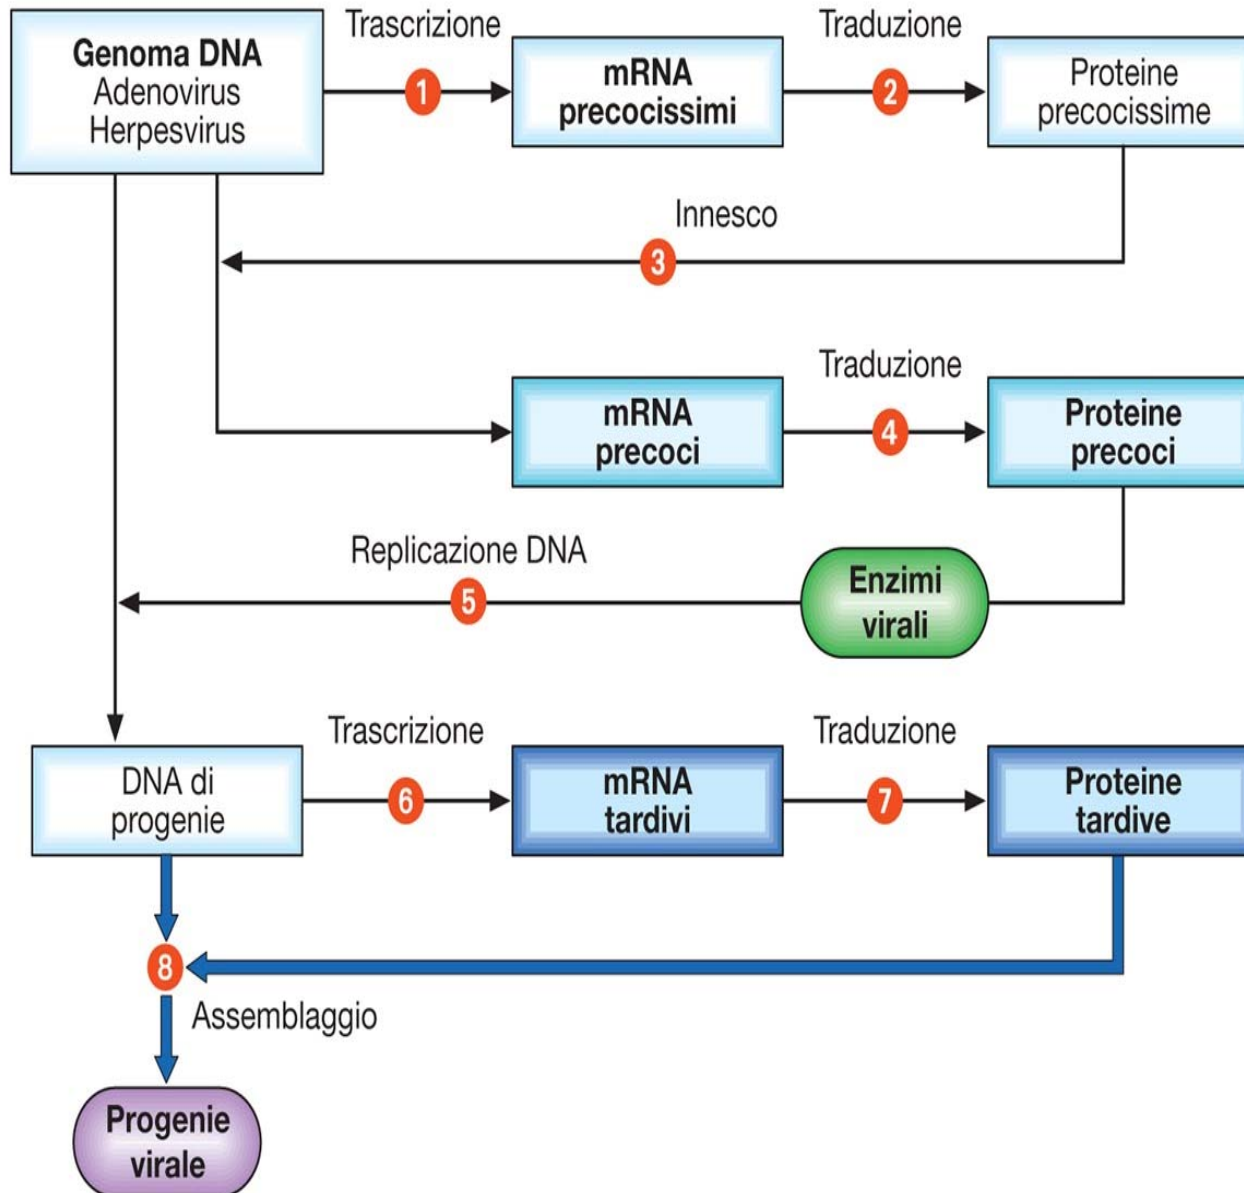 Genoma DNA
Adenovirus
Herpesvirus
Trascrizione
1
mRNA
precocissimi
Traduzione
2
Proteine
precocissime
Innesco
3
mRNA
precoci
Traduzione
4
Proteine
precoci
Replicazione DNA
5
Enzimi
virali
DNA di
progenie
Trascrizione
6
mRNA
tardivi
Traduzione
7
Proteine
tardive
8
Assemblaggio
Progenie
virale